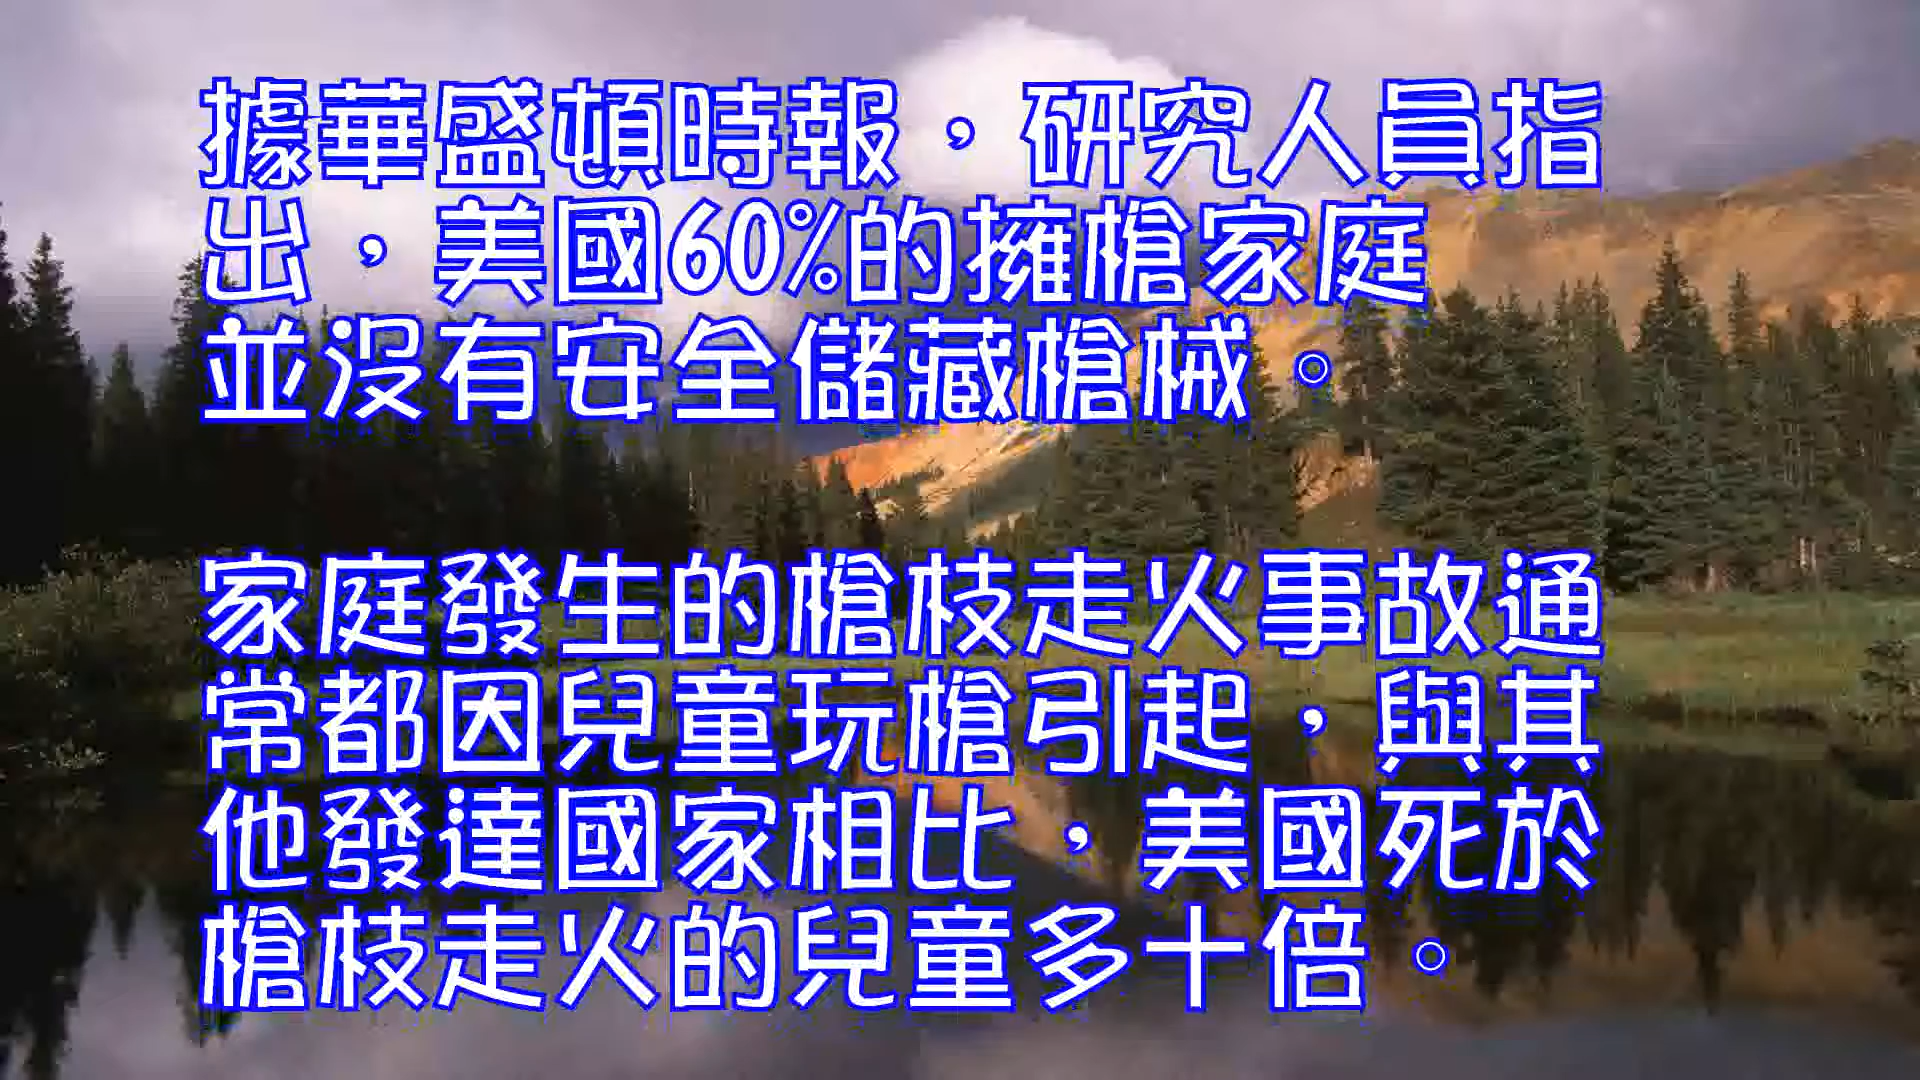 據華盛頓時報，研究人員指
出，美國60%的擁槍家庭
並沒有安全儲藏槍械。
家庭發生的槍枝走火事故通
常都因兒童玩槍引起，與其
他發達國家相比，美國死於
槍枝走火的兒童多十倍。